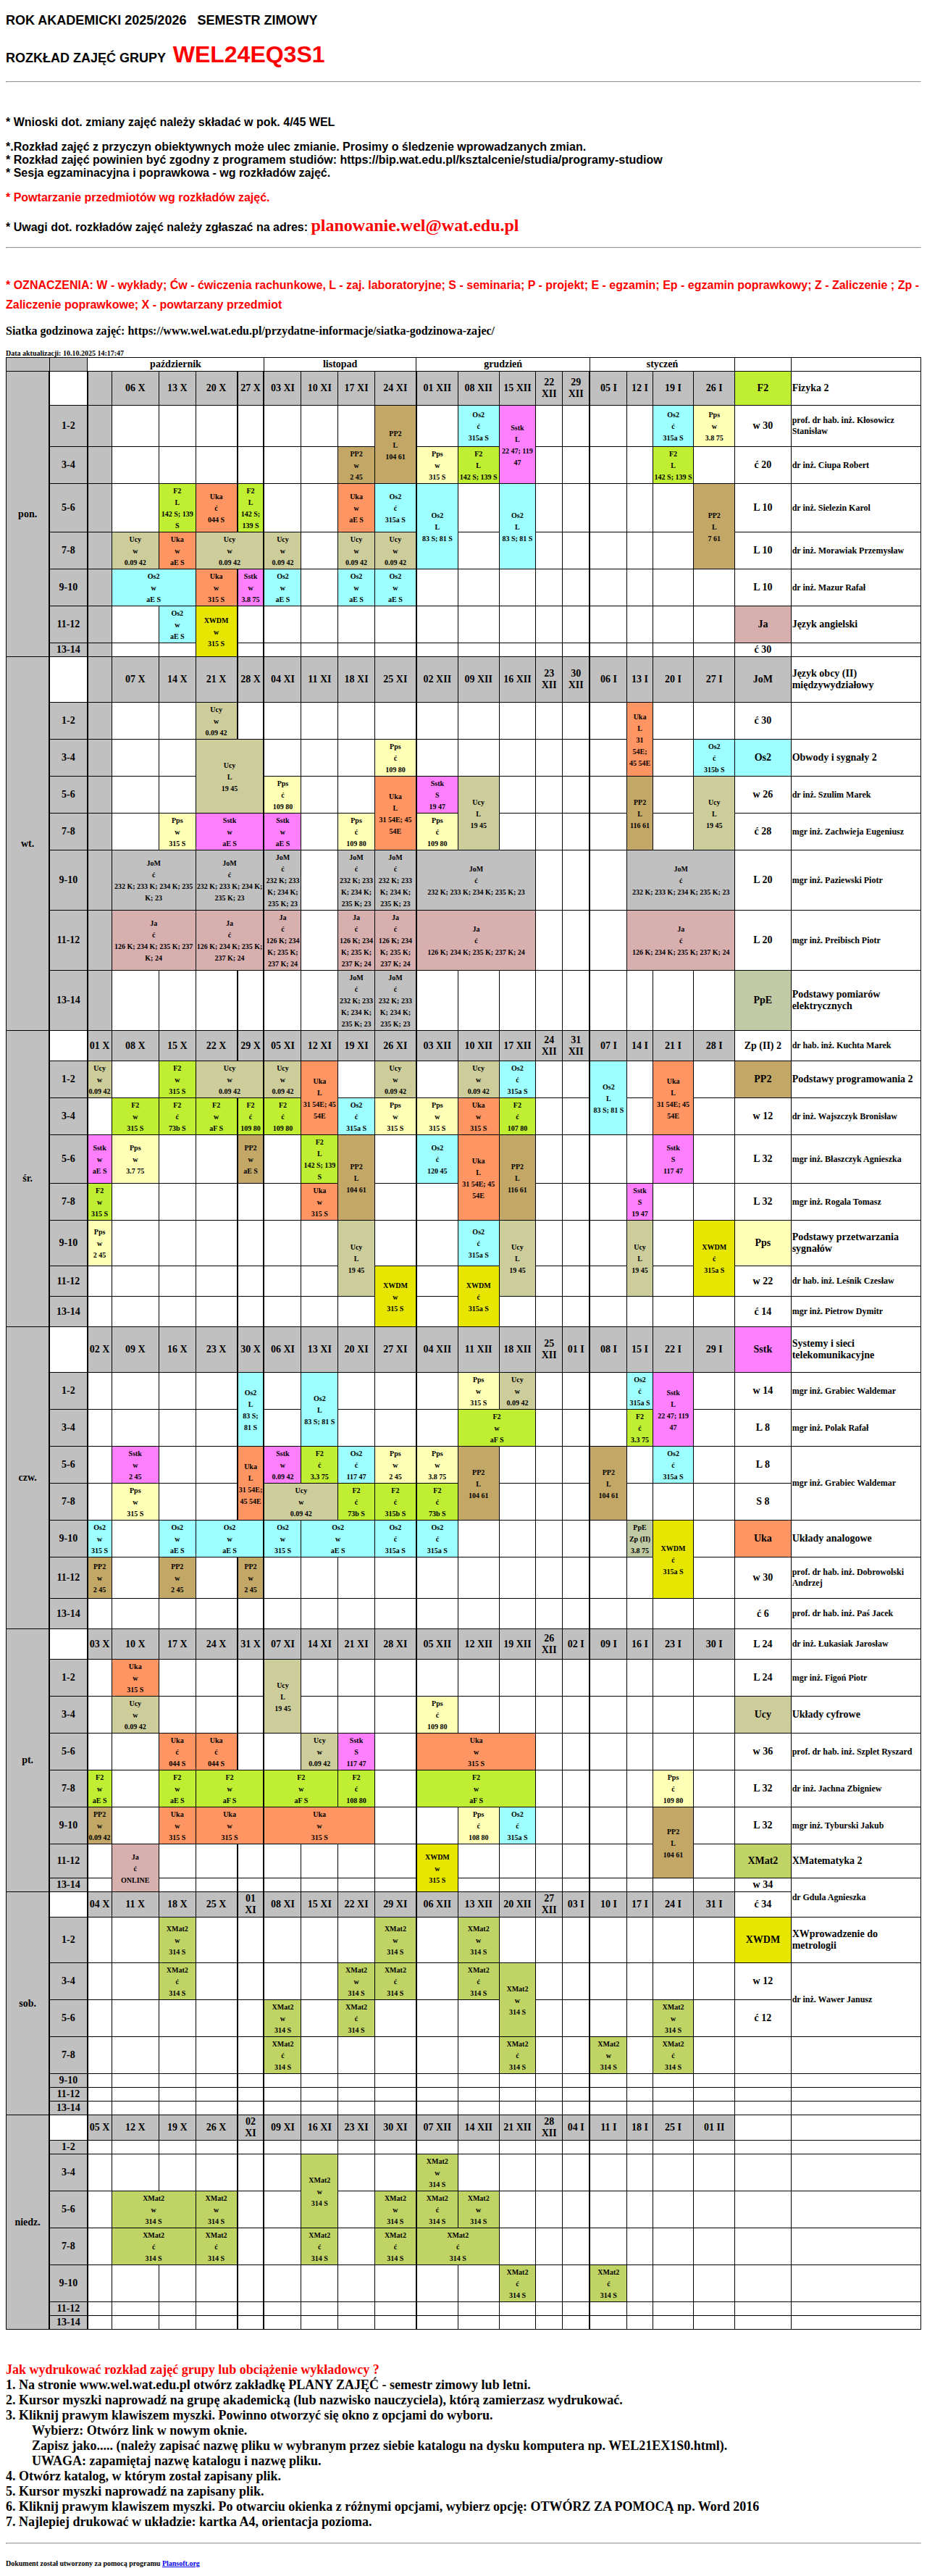 ROK AKADEMICKI 2025/2026 SEMESTR ZIMOWY
ROZKŁAD ZAJĘĆ GRUPY WEL24EQ3S1
* Wnioski dot. zmiany zajęć należy składać w pok. 4/45 WEL
*.Rozkład zajęć z przyczyn obiektywnych może ulec zmianie. Prosimy o śledzenie wprowadzanych zmian.
* Rozkład zajęć powinien być zgodny z programem studiów: https://bip.wat.edu.pl/ksztalcenie/studia/programy-studiow
* Sesja egzaminacyjna i poprawkowa - wg rozkładów zajęć.
* Powtarzanie przedmiotów wg rozkładów zajęć.
* Uwagi dot. rozkładów zajęć należy zgłaszać na adres: planowanie.wel@wat.edu.pl
* OZNACZENIA: W - wykłady; Ćw - ćwiczenia rachunkowe, L - zaj. laboratoryjne; S - seminaria; P - projekt; E - egzamin; Ep - egzamin poprawkowy; Z - Zaliczenie ; Zp -
Zaliczenie poprawkowe; X - powtarzany przedmiot
Siatka godzinowa zajęć: https://www.wel.wat.edu.pl/przydatne-informacje/siatka-godzinowa-zajec/
Data aktualizacji: 10.10.2025 14:17:47
październik listopad grudzień styczeń
pon. 06 X 13 X 20 X 27 X 03 XI 10 XI 17 XI 24 XI 01 XII 08 XII 15 XII 22 XII 29 XII 05 I 12 I 19 I 26 I F2 Fizyka 2
1-2 PP2 L 104 61 Os2 ć 315a S Sstk L 22 47; 119 47 Os2 ć 315a S Pps w 3.8 75 w 30 prof. dr hab. inż. Kłosowicz Stanisław
3-4 PP2 w 2 45 Pps w 315 S F2 L 142 S; 139 S F2 L 142 S; 139 S ć 20 dr inż. Ciupa Robert
5-6 F2 L 142 S; 139 S Uka ć 044 S F2 L 142 S; 139 S Uka w aE S Os2 ć 315a S Os2 L 83 S; 81 S Os2 L 83 S; 81 S PP2 L 7 61 L 10 dr inż. Sielezin Karol
7-8 Ucy w 0.09 42 Uka w aE S Ucy w 0.09 42 Ucy w 0.09 42 Ucy w 0.09 42 Ucy w 0.09 42 L 10 dr inż. Morawiak Przemysław
9-10 Os2 w aE S Uka w 315 S Sstk w 3.8 75 Os2 w aE S Os2 w aE S Os2 w aE S L 10 dr inż. Mazur Rafał
11-12 Os2 w aE S XWDM w 315 S Ja Język angielski
13-14 ć 30
wt. 07 X 14 X 21 X 28 X 04 XI 11 XI 18 XI 25 XI 02 XII 09 XII 16 XII 23 XII 30 XII 06 I 13 I 20 I 27 I JoM Język obcy (II) międzywydziałowy
1-2 Ucy w 0.09 42 Uka L 31 54E; 45 54E ć 30
3-4 Ucy L 19 45 Pps ć 109 80 Os2 ć 315b S Os2 Obwody i sygnały 2
5-6 Pps ć 109 80 Uka L 31 54E; 45 54E Sstk S 19 47 Ucy L 19 45 PP2 L 116 61 Ucy L 19 45 w 26 dr inż. Szulim Marek
7-8 Pps w 315 S Sstk w aE S Sstk w aE S Pps ć 109 80 Pps ć 109 80 ć 28 mgr inż. Zachwieja Eugeniusz
9-10 JoM ć 232 K; 233 K; 234 K; 235 K; 23 JoM ć 232 K; 233 K; 234 K; 235 K; 23 JoM ć 232 K; 233 K; 234 K; 235 K; 23 JoM ć 232 K; 233 K; 234 K; 235 K; 23 JoM ć 232 K; 233 K; 234 K; 235 K; 23 JoM ć 232 K; 233 K; 234 K; 235 K; 23 JoM ć 232 K; 233 K; 234 K; 235 K; 23 L 20 mgr inż. Paziewski Piotr
11-12 Ja ć 126 K; 234 K; 235 K; 237 K; 24 Ja ć 126 K; 234 K; 235 K; 237 K; 24 Ja ć 126 K; 234 K; 235 K; 237 K; 24 Ja ć 126 K; 234 K; 235 K; 237 K; 24 Ja ć 126 K; 234 K; 235 K; 237 K; 24 Ja ć 126 K; 234 K; 235 K; 237 K; 24 Ja ć 126 K; 234 K; 235 K; 237 K; 24 L 20 mgr inż. Preibisch Piotr
13-14 JoM ć 232 K; 233 K; 234 K; 235 K; 23 JoM ć 232 K; 233 K; 234 K; 235 K; 23 PpE Podstawy pomiarów elektrycznych
śr. 01 X 08 X 15 X 22 X 29 X 05 XI 12 XI 19 XI 26 XI 03 XII 10 XII 17 XII 24 XII 31 XII 07 I 14 I 21 I 28 I Zp (II) 2 dr hab. inż. Kuchta Marek
1-2 Ucy w 0.09 42 F2 w 315 S Ucy w 0.09 42 Ucy w 0.09 42 Uka L 31 54E; 45 54E Ucy w 0.09 42 Ucy w 0.09 42 Os2 ć 315a S Os2 L 83 S; 81 S Uka L 31 54E; 45 54E PP2 Podstawy programowania 2
3-4 F2 w 315 S F2 ć 73b S F2 w aF S F2 ć 109 80 F2 ć 109 80 Os2 ć 315a S Pps w 315 S Pps w 315 S Uka w 315 S F2 ć 107 80 w 12 dr inż. Wajszczyk Bronisław
5-6 Sstk w aE S Pps w 3.7 75 PP2 w aE S F2 L 142 S; 139 S PP2 L 104 61 Os2 ć 120 45 Uka L 31 54E; 45 54E PP2 L 116 61 Sstk S 117 47 L 32 mgr inż. Błaszczyk Agnieszka
7-8 F2 w 315 S Uka w 315 S Sstk S 19 47 L 32 mgr inż. Rogala Tomasz
9-10 Pps w 2 45 Ucy L 19 45 Os2 ć 315a S Ucy L 19 45 Ucy L 19 45 XWDM ć 315a S Pps Podstawy przetwarzania sygnałów
11-12 XWDM w 315 S XWDM ć 315a S w 22 dr hab. inż. Leśnik Czesław
13-14 ć 14 mgr inż. Pietrow Dymitr
czw. 02 X 09 X 16 X 23 X 30 X 06 XI 13 XI 20 XI 27 XI 04 XII 11 XII 18 XII 25 XII 01 I 08 I 15 I 22 I 29 I Sstk Systemy i sieci telekomunikacyjne
1-2 Os2 L 83 S; 81 S Os2 L 83 S; 81 S Pps w 315 S Ucy w 0.09 42 Os2 ć 315a S Sstk L 22 47; 119 47 w 14 mgr inż. Grabiec Waldemar
3-4 F2 w aF S F2 ć 3.3 75 L 8 mgr inż. Polak Rafał
5-6 Sstk w 2 45 Uka L 31 54E; 45 54E Sstk w 0.09 42 F2 ć 3.3 75 Os2 ć 117 47 Pps w 2 45 Pps w 3.8 75 PP2 L 104 61 PP2 L 104 61 Os2 ć 315a S L 8 mgr inż. Grabiec Waldemar
7-8 Pps w 315 S Ucy w 0.09 42 F2 ć 73b S F2 ć 315b S F2 ć 73b S S 8
9-10 Os2 w 315 S Os2 w aE S Os2 w aE S Os2 w 315 S Os2 w aE S Os2 ć 315a S Os2 ć 315a S PpE Zp (II) 3.8 75 XWDM ć 315a S Uka Układy analogowe
11-12 PP2 w 2 45 PP2 w 2 45 PP2 w 2 45 w 30 prof. dr hab. inż. Dobrowolski Andrzej
13-14 ć 6 prof. dr hab. inż. Paś Jacek
pt. 03 X 10 X 17 X 24 X 31 X 07 XI 14 XI 21 XI 28 XI 05 XII 12 XII 19 XII 26 XII 02 I 09 I 16 I 23 I 30 I L 24 dr inż. Łukasiak Jarosław
1-2 Uka w 315 S Ucy L 19 45 L 24 mgr inż. Figoń Piotr
3-4 Ucy w 0.09 42 Pps ć 109 80 Ucy Układy cyfrowe
5-6 Uka ć 044 S Uka ć 044 S Ucy w 0.09 42 Sstk S 117 47 Uka w 315 S w 36 prof. dr hab. inż. Szplet Ryszard
7-8 F2 w aE S F2 w aE S F2 w aF S F2 w aF S F2 ć 108 80 F2 w aF S Pps ć 109 80 L 32 dr inż. Jachna Zbigniew
9-10 PP2 w 0.09 42 Uka w 315 S Uka w 315 S Uka w 315 S Pps ć 108 80 Os2 ć 315a S PP2 L 104 61 L 32 mgr inż. Tyburski Jakub
11-12 Ja ć ONLINE XWDM w 315 S XMat2 XMatematyka 2
13-14 w 34 dr Gdula Agnieszka
sob. 04 X 11 X 18 X 25 X 01 XI 08 XI 15 XI 22 XI 29 XI 06 XII 13 XII 20 XII 27 XII 03 I 10 I 17 I 24 I 31 I ć 34
1-2 XMat2 w 314 S XMat2 w 314 S XMat2 w 314 S XWDM XWprowadzenie do metrologii
3-4 XMat2 ć 314 S XMat2 w 314 S XMat2 ć 314 S XMat2 ć 314 S XMat2 w 314 S w 12 dr inż. Wawer Janusz
5-6 XMat2 w 314 S XMat2 ć 314 S XMat2 w 314 S ć 12
7-8 XMat2 ć 314 S XMat2 ć 314 S XMat2 w 314 S XMat2 ć 314 S
9-10
11-12
13-14
niedz. 05 X 12 X 19 X 26 X 02 XI 09 XI 16 XI 23 XI 30 XI 07 XII 14 XII 21 XII 28 XII 04 I 11 I 18 I 25 I 01 II
1-2
3-4 XMat2 w 314 S XMat2 w 314 S
5-6 XMat2 w 314 S XMat2 w 314 S XMat2 w 314 S XMat2 ć 314 S XMat2 w 314 S
7-8 XMat2 ć 314 S XMat2 ć 314 S XMat2 ć 314 S XMat2 ć 314 S XMat2 ć 314 S
9-10 XMat2 ć 314 S XMat2 ć 314 S
11-12
13-14
Jak wydrukować rozkład zajęć grupy lub obciążenie wykładowcy ?
1. Na stronie www.wel.wat.edu.pl otwórz zakładkę PLANY ZAJĘĆ - semestr zimowy lub letni.
2. Kursor myszki naprowadź na grupę akademicką (lub nazwisko nauczyciela), którą zamierzasz wydrukować.
3. Kliknij prawym klawiszem myszki. Powinno otworzyć się okno z opcjami do wyboru.
Wybierz: Otwórz link w nowym oknie.
Zapisz jako..... (należy zapisać nazwę pliku w wybranym przez siebie katalogu na dysku komputera np. WEL21EX1S0.html).
UWAGA: zapamiętaj nazwę katalogu i nazwę pliku.
4. Otwórz katalog, w którym został zapisany plik.
5. Kursor myszki naprowadź na zapisany plik.
6. Kliknij prawym klawiszem myszki. Po otwarciu okienka z różnymi opcjami, wybierz opcję: OTWÓRZ ZA POMOCĄ np. Word 2016
7. Najlepiej drukować w układzie: kartka A4, orientacja pozioma.
Dokument został utworzony za pomocą programu Plansoft.org